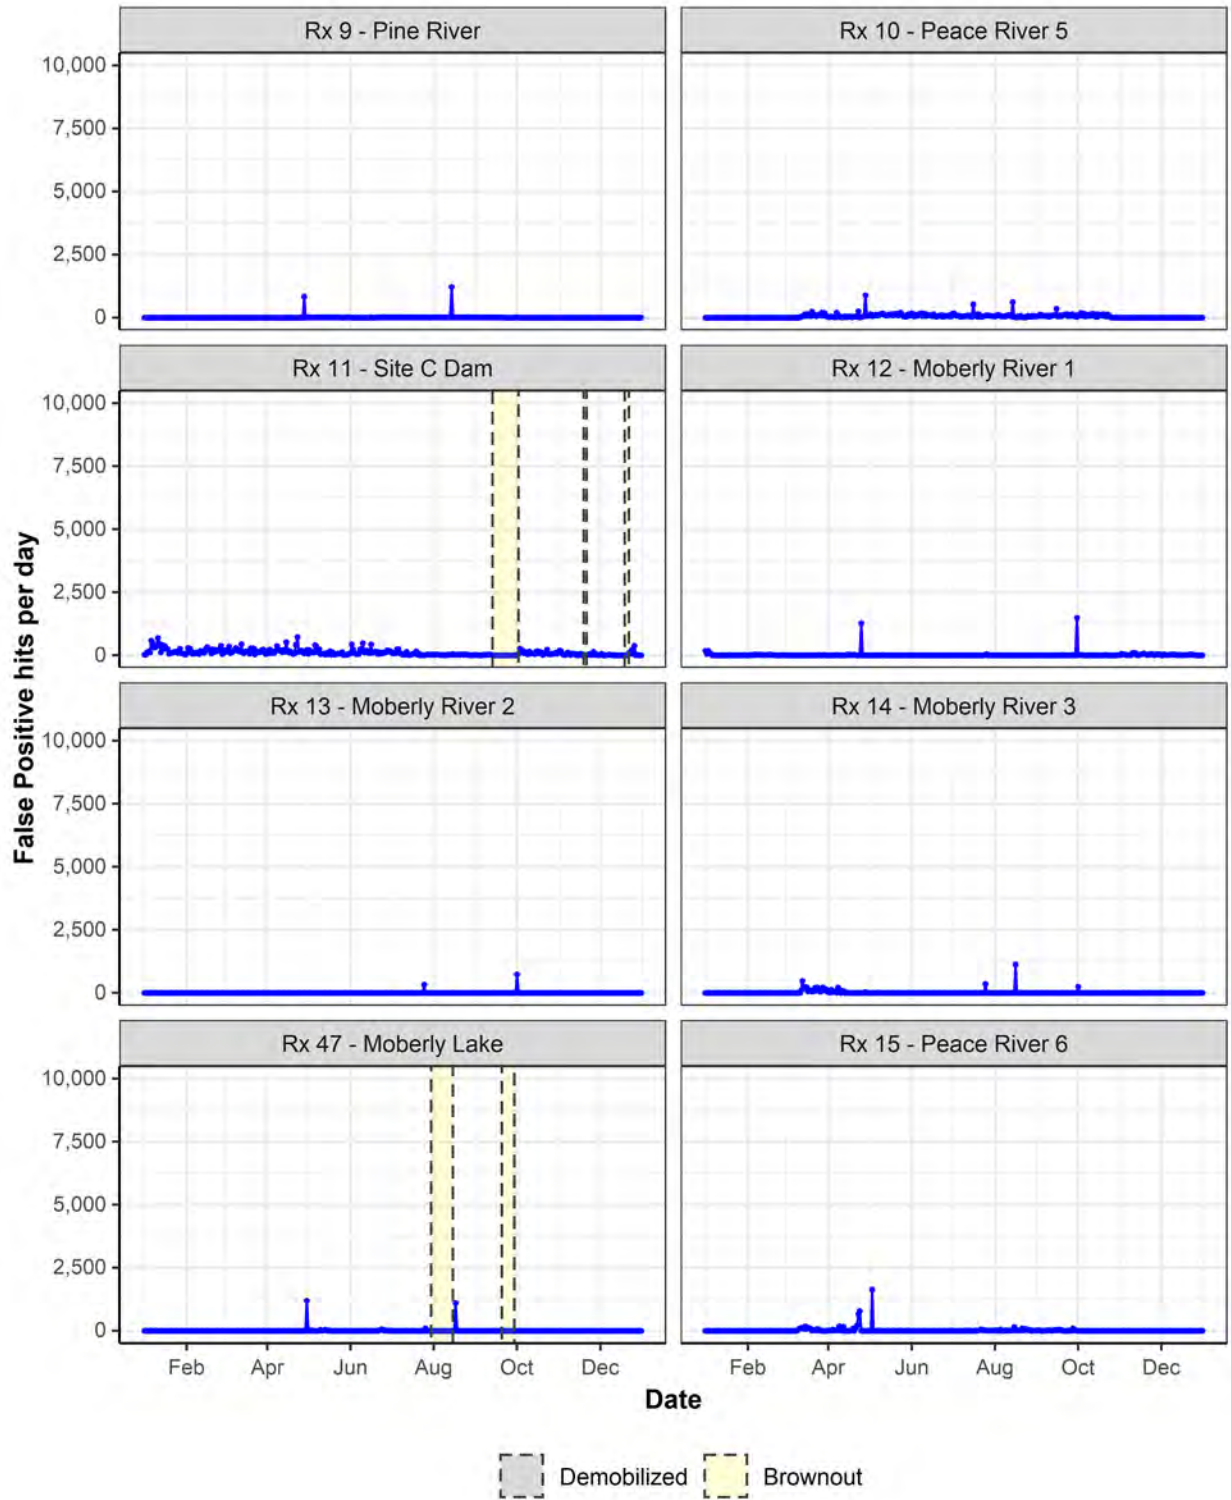 Rx 9 - Pine River
Rx 10 - Peace River 5
10,000
7,500
5,000
2,500
0
Rx 11 - Site C Dam
Rx 12 - Moberly River 1
10,000
7,500
5,000
2,500
0
False Positive hits per day
Rx 13 - Moberly River 2
Rx 14 - Moberly River 3
10,000
7,500
5,000
2,500
0
Rx 47 - Moberly Lake
Rx 15 - Peace River 6
10,000
7,500
5,000
2,500
0
Feb Apr Jun Aug Oct Dec
Feb Apr Jun Aug Oct Dec
Date
Demobilized Brownout